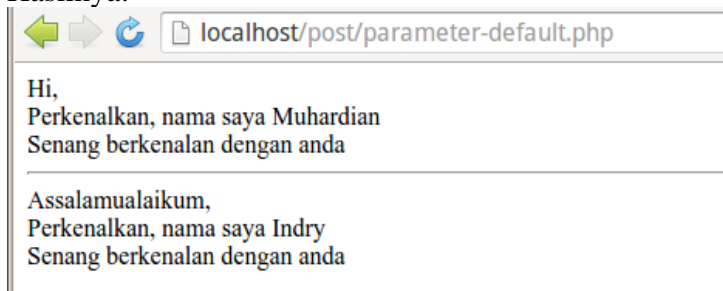 localhost/post/parameter-default.php
Hi,
Perkenalkan, nama saya Muhardian
Senang berkenalan dengan anda
Assalamualaikum,
Perkenalkan, nama saya Indry
Senang berkenalan dengan anda